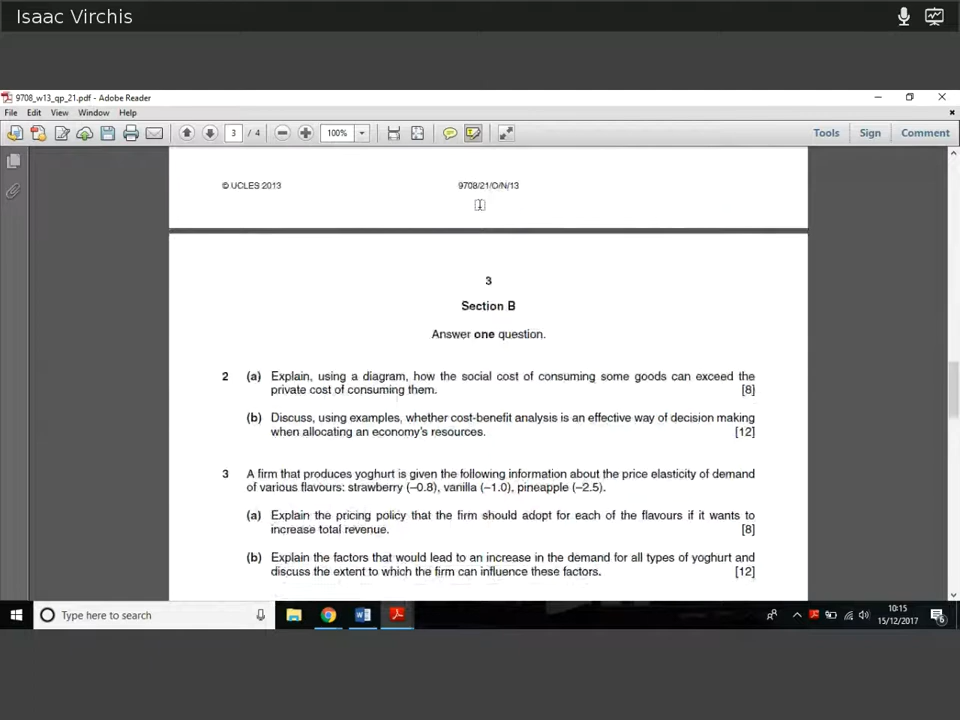 Isaac Virchis
9708_w13_qp_21.pdf - Adobe Reader
File Edit View Window Help
3 / 4 100% Tools Sign Comment
© UCLES 2013 9708/21/O/N/13
3
Section B
Answer one question.
2 (a) Explain, using a diagram, how the social cost of consuming some goods can exceed the
private cost of consuming them. [8]
(b) Discuss, using examples, whether cost-benefit analysis is an effective way of decision making
when allocating an economy's resources. [12]
3 A firm that produces yoghurt is given the following information about the price elasticity of demand
of various flavours: strawberry (–0.8), vanilla (–1.0), pineapple (–2.5).
(a) Explain the pricing policy that the firm should adopt for each of the flavours if it wants to
increase total revenue. [8]
(b) Explain the factors that would lead to an increase in the demand for all types of yoghurt and
discuss the extent to which the firm can influence these factors. [12]
Type here to search
10:15
15/12/2017
6